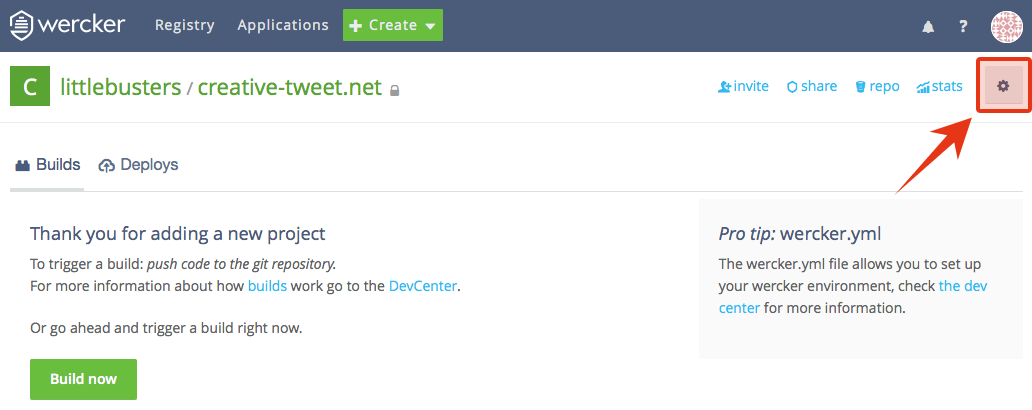 wercker Registry Applications + Create ?
C littlebusters / creative-tweet.net invite share repo stats
Builds Deploys
Thank you for adding a new project
To trigger a build: push code to the git repository.
For more information about how builds work go to the DevCenter.
Or go ahead and trigger a build right now.
Build now
Pro tip: wercker.yml
The wercker.yml file allows you to set up
your wercker environment, check the dev
center for more information.